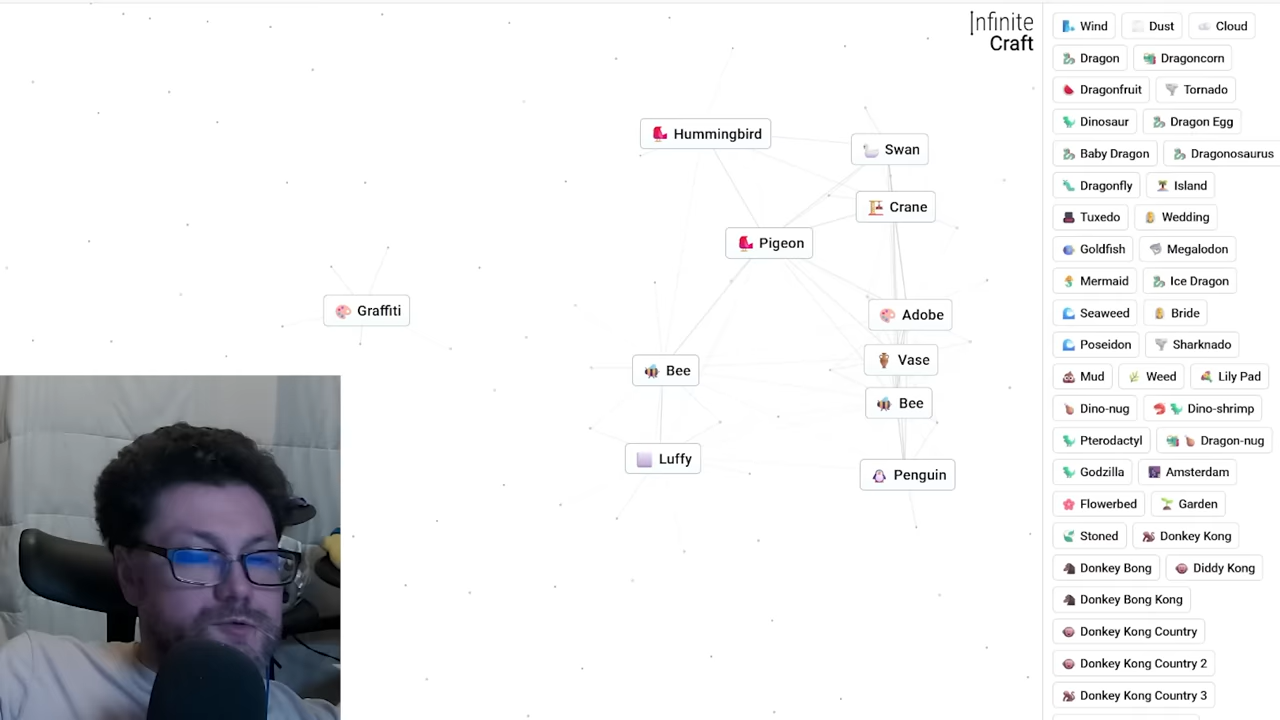 Infinite
Craft
Hummingbird
Swan
Crane
Pigeon
Graffiti
Adobe
Vase
Bee
Bee
Luffy
Penguin
Wind Dust Cloud
Dragon Dragoncorn
Dragonfruit Tornado
Dinosaur Dragon Egg
Baby Dragon Dragonosaurus
Dragonfly Island
Tuxedo Wedding
Goldfish Megalodon
Mermaid Ice Dragon
Seaweed Bride
Poseidon Sharknado
Mud Weed Lily Pad
Dino-nug Dino-shrimp
Pterodactyl Dragon-nug
Godzilla Amsterdam
Flowerbed Garden
Stoned Donkey Kong
Donkey Bong Diddy Kong
Donkey Bong Kong
Donkey Kong Country
Donkey Kong Country 2
Donkey Kong Country 3